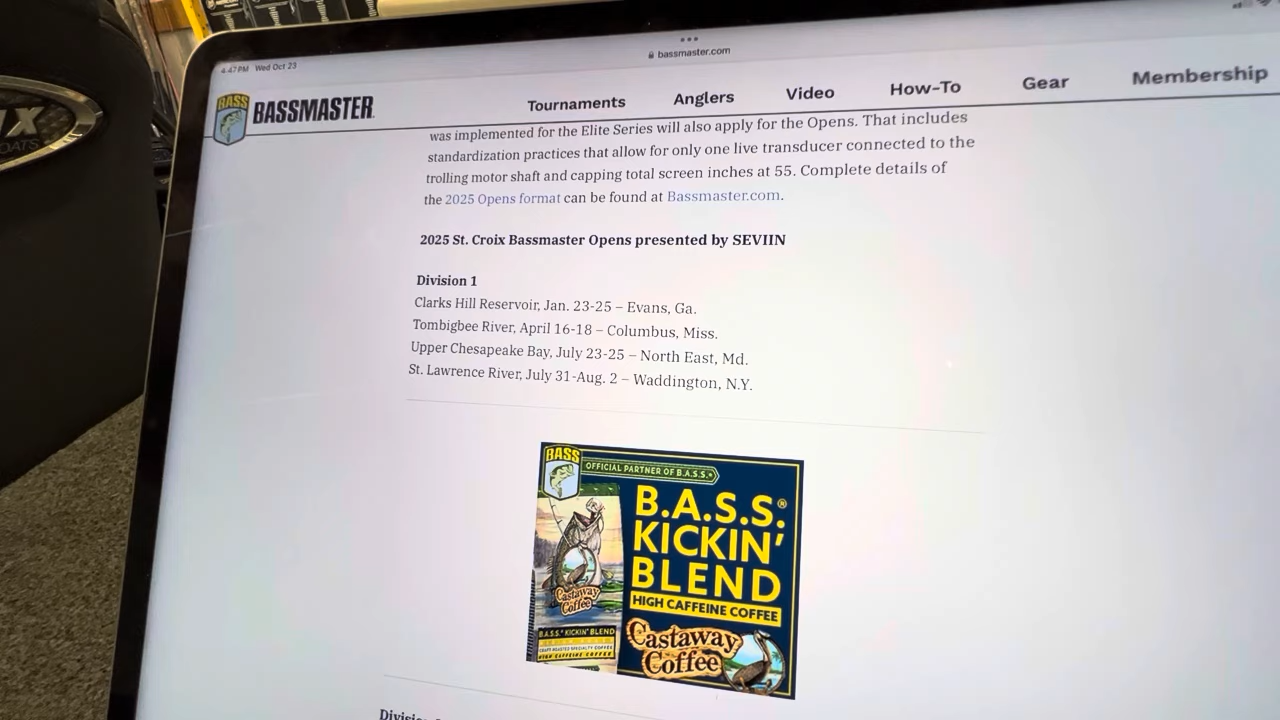 4:47 PM Wed Oct 23
bassmaster.com
BASS BASSMASTER
Tournaments Anglers Video How-To Gear Membership
was implemented for the Elite Series will also apply for the Opens. That includes
standardization practices that allow for only one live transducer connected to the
trolling motor shaft and capping total screen inches at 55. Complete details of
the 2025 Opens format can be found at Bassmaster.com.
2025 St. Croix Bassmaster Opens presented by SEVIIN
Division 1
Clarks Hill Reservoir, Jan. 23-25 – Evans, Ga.
Tombigbee River, April 16-18 – Columbus, Miss.
Upper Chesapeake Bay, July 23-25 – North East, Md.
St. Lawrence River, July 31-Aug. 2 – Waddington, N.Y.
BASS
OFFICIAL PARTNER OF B.A.S.S.®
B.A.S.S.®
KICKIN'
BLEND
HIGH CAFFEINE COFFEE
Castaway
Coffee
Castaway
Coffee
B.A.S.S.® KICKIN' BLEND
CRAFT ROASTED SPECIALTY COFFEE
HIGH CAFFEINE COFFEE